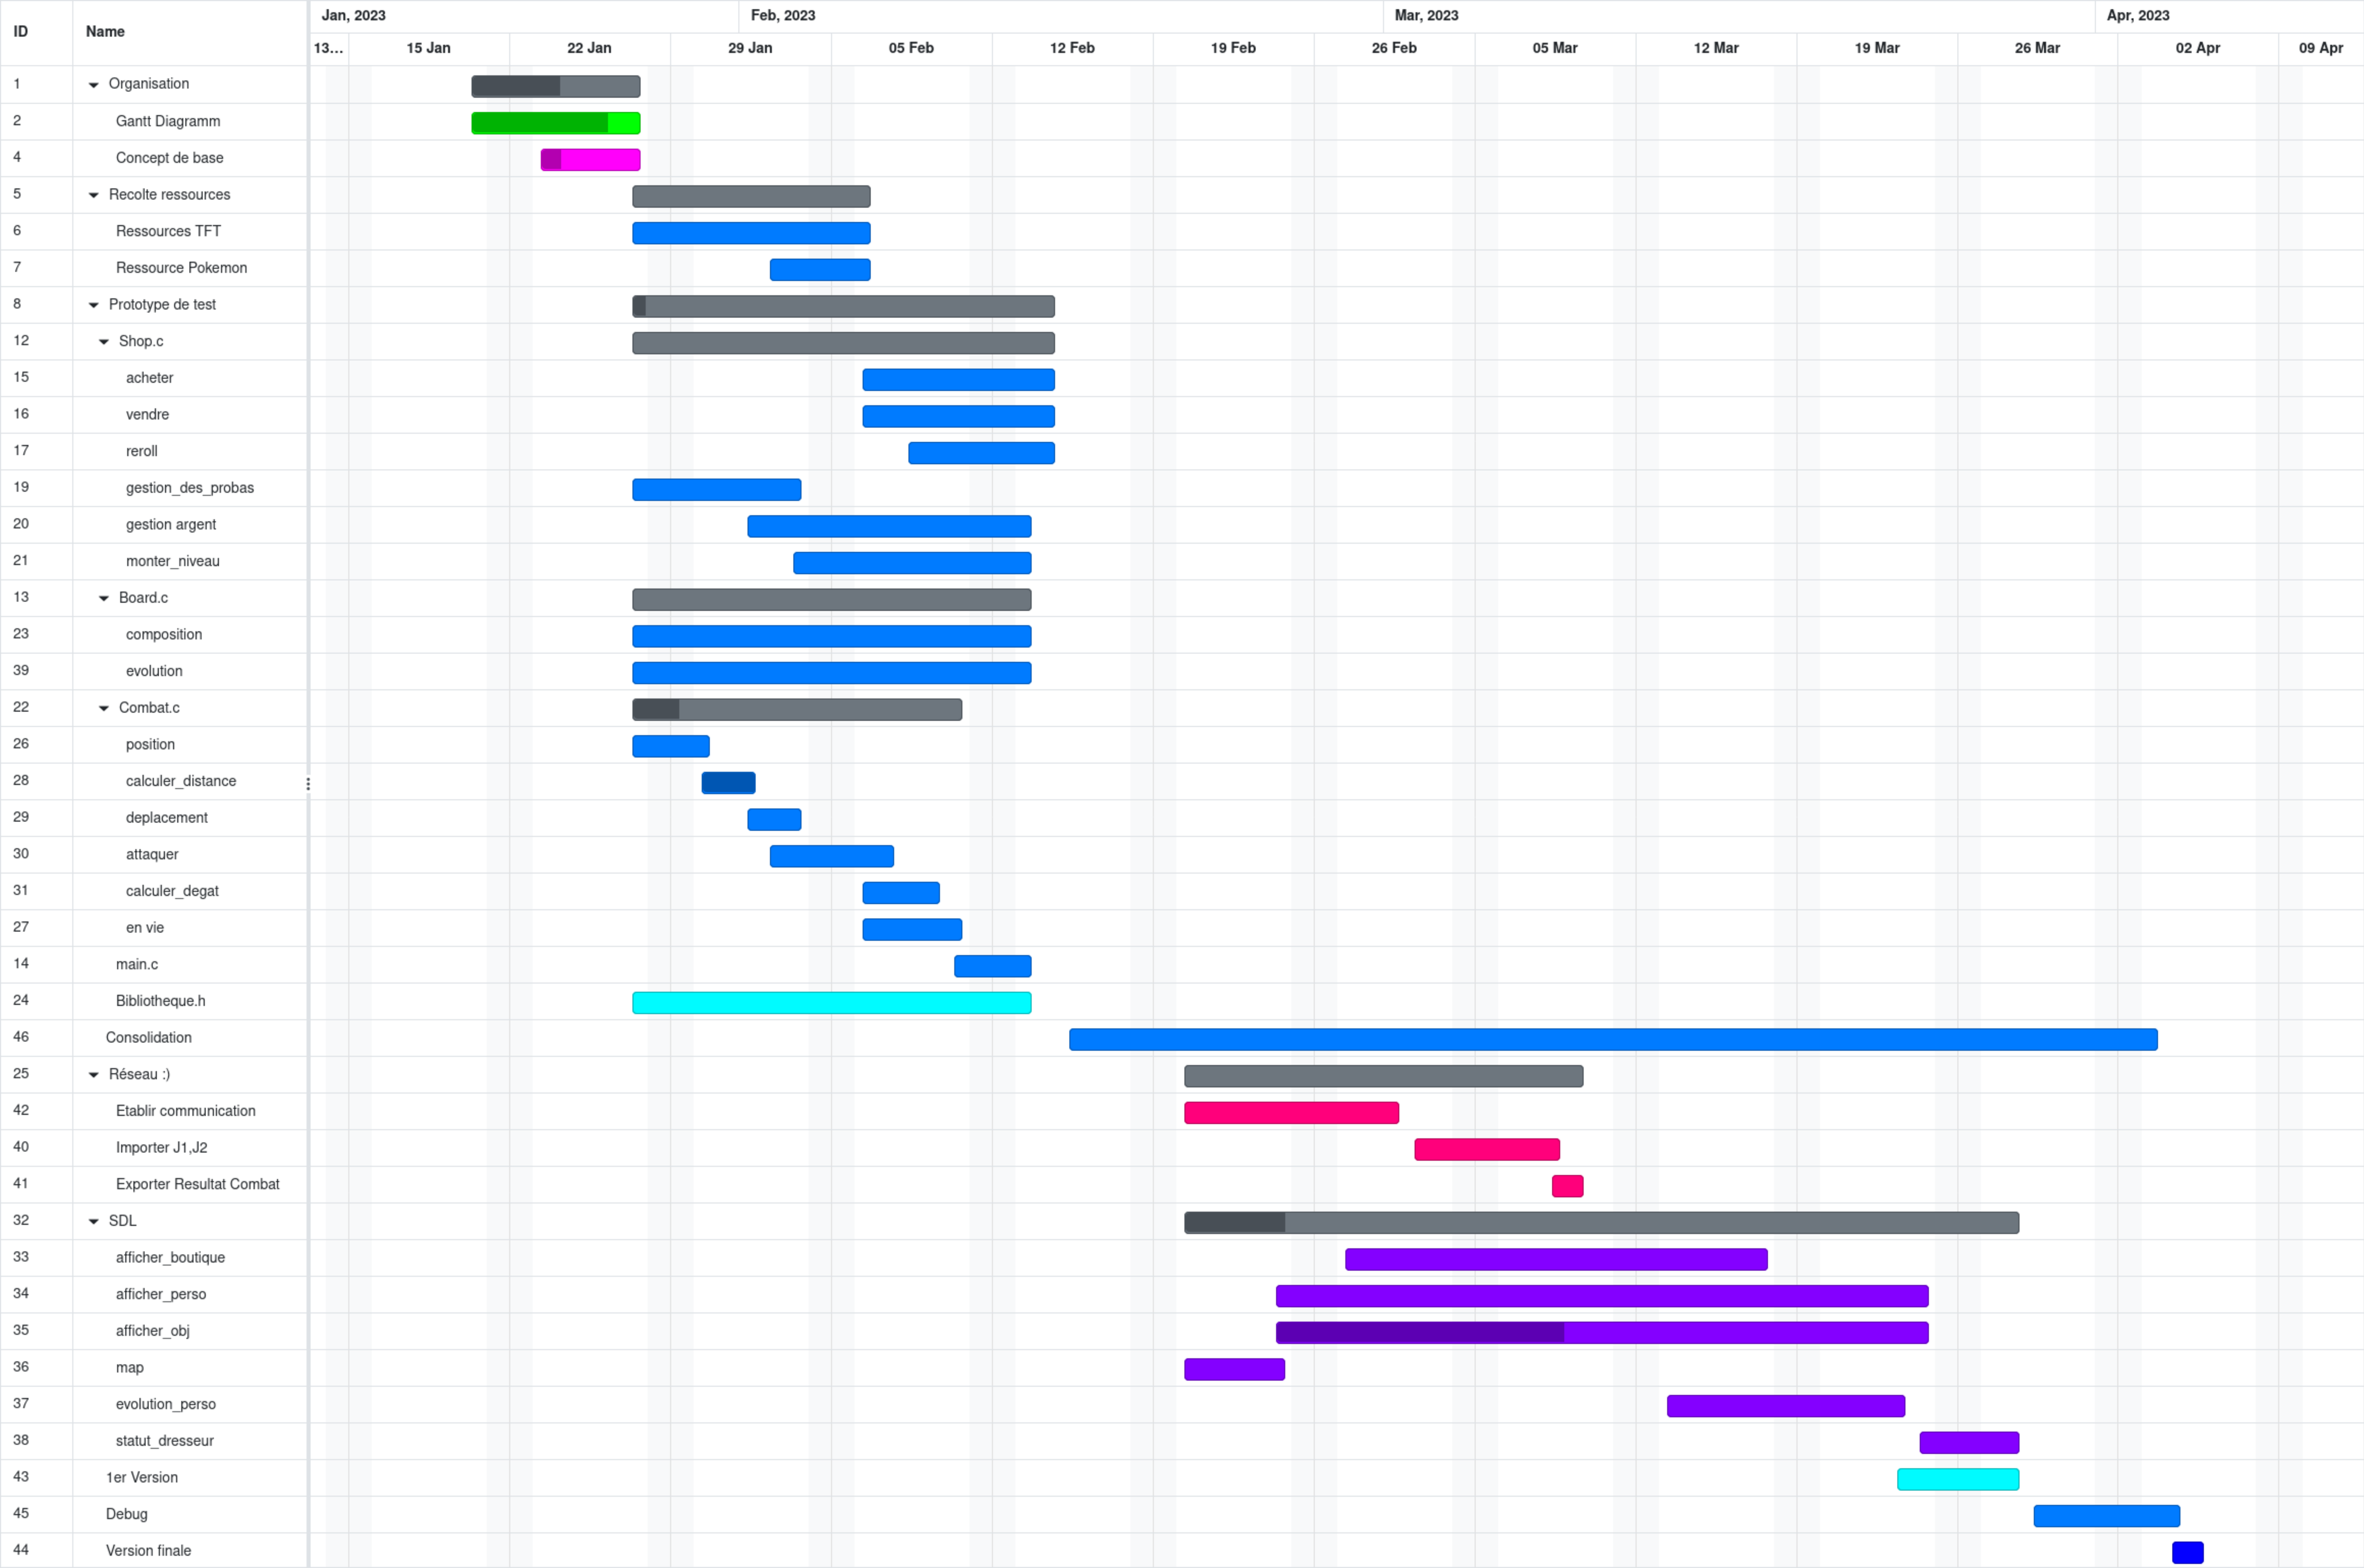 ID Name Jan, 2023 Feb, 2023 Mar, 2023 Apr, 2023
13... 15 Jan 22 Jan 29 Jan 05 Feb 12 Feb 19 Feb 26 Feb 05 Mar 12 Mar 19 Mar 26 Mar 02 Apr 09 Apr
1 Organisation
2 Gantt Diagramm
4 Concept de base
5 Recolte ressources
6 Ressources TFT
7 Ressource Pokemon
8 Prototype de test
12 Shop.c
15 acheter
16 vendre
17 reroll
19 gestion_des_probas
20 gestion argent
21 monter_niveau
13 Board.c
23 composition
39 evolution
22 Combat.c
26 position
28 calculer_distance
29 deplacement
30 attaquer
31 calculer_degat
27 en vie
14 main.c
24 Bibliotheque.h
46 Consolidation
25 Réseau :)
42 Etablir communication
40 Importer J1,J2
41 Exporter Resultat Combat
32 SDL
33 afficher_boutique
34 afficher_perso
35 afficher_obj
36 map
37 evolution_perso
38 statut_dresseur
43 1er Version
45 Debug
44 Version finale